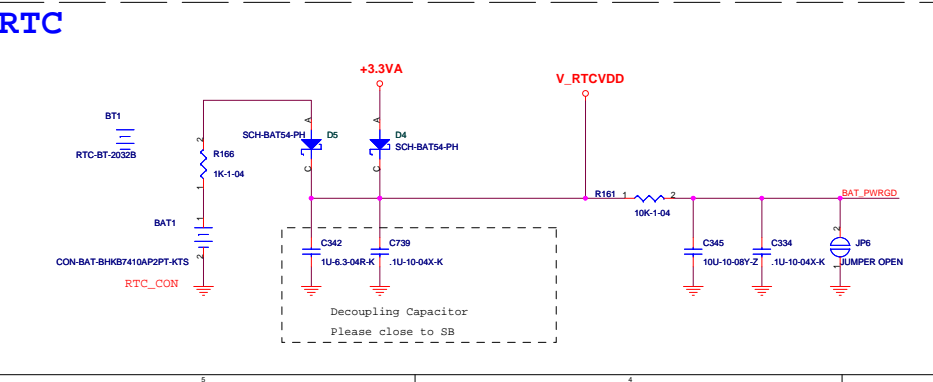 RTC
+3.3VA
V_RTCVDD
BT1
RTC-BT-2032B
2
R166
1K-1-04
1
SCH-BAT54-PH
A
D5
C
A
D4
SCH-BAT54-PH
C
R161
1
2
10K-1-04
BAT_PWRGD
1
BAT1
2
CON-BAT-BHKB7410AP2PT-KTS
RTC_CON
C342
1U-6.3-04R-K
C739
.1U-10-04X-K
Decoupling Capacitor
Please close to SB
C345
10U-10-08Y-Z
C334
.1U-10-04X-K
2
JP6
JUMPER OPEN
1
5
4